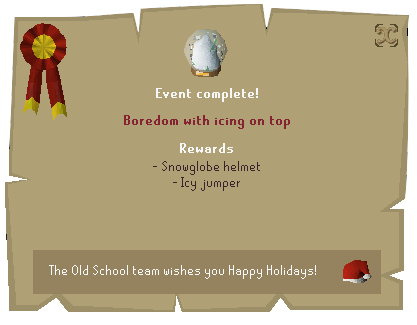 Event complete!
Boredom with icing on top
Rewards
- Snowglobe helmet
- Icy jumper
The Old School team wishes you Happy Holidays!